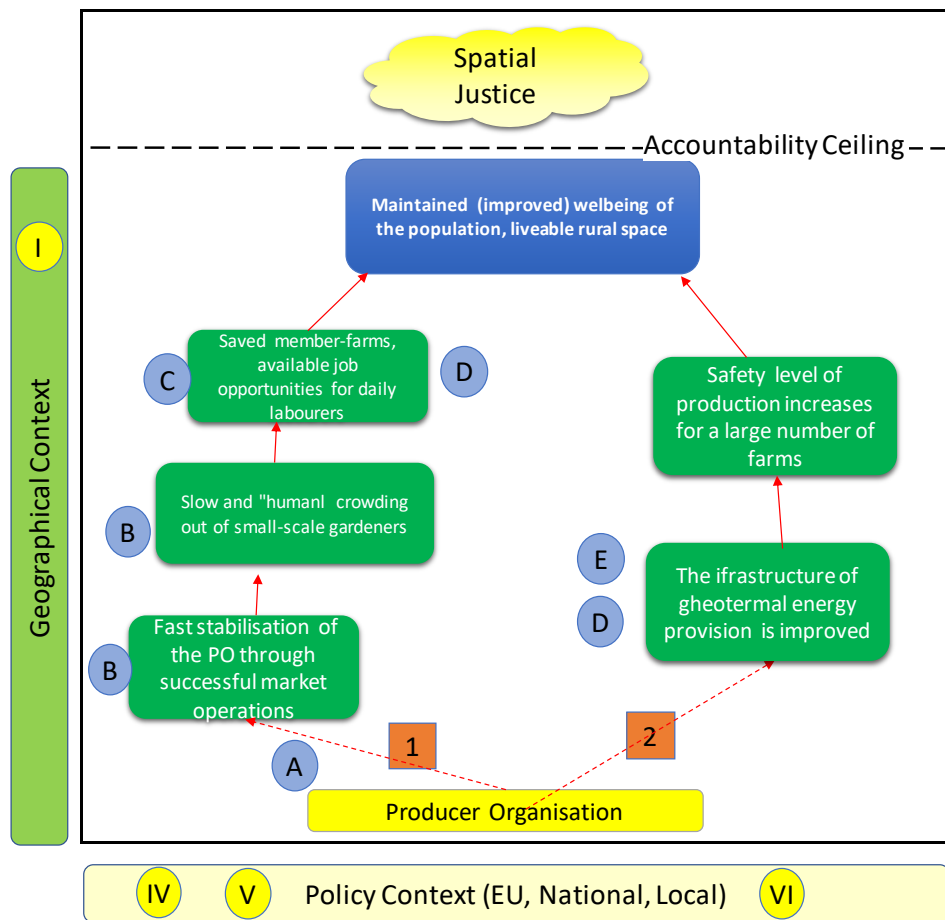 Spatial
Justice
Accountability Ceiling
Maintained (improved) welbeing of
the population, liveable rural space
I
Geographical Context
Saved member-farms,
available job
opportunities for daily
labourers
C
D
Safety level of
production increases
for a large number of
farms
Slow and "humanl crowding
out of small-scale gardeners
B
E
D
The ifrastructure of
gheotermal energy
provision is improved
Fast stabilisation of
the PO through
successful market
operations
B
A
1
2
Producer Organisation
IV
V
Policy Context (EU, National, Local)
VI